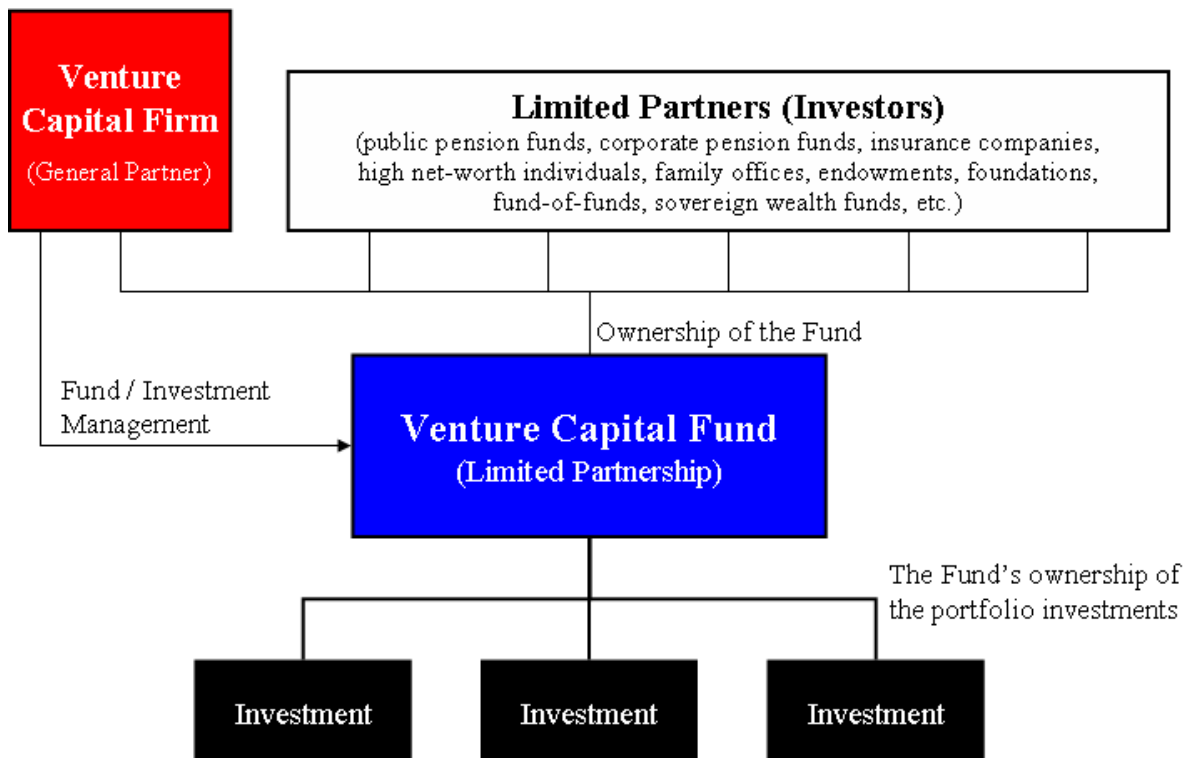 Venture
Capital Firm
(General Partner)
Limited Partners (Investors)
(public pension funds, corporate pension funds, insurance companies,
high net-worth individuals, family offices, endowments, foundations,
fund-of-funds, sovereign wealth funds, etc.)
Ownership of the Fund
Fund / Investment
Management
Venture Capital Fund
(Limited Partnership)
The Fund’s ownership of
the portfolio investments
Investment
Investment
Investment